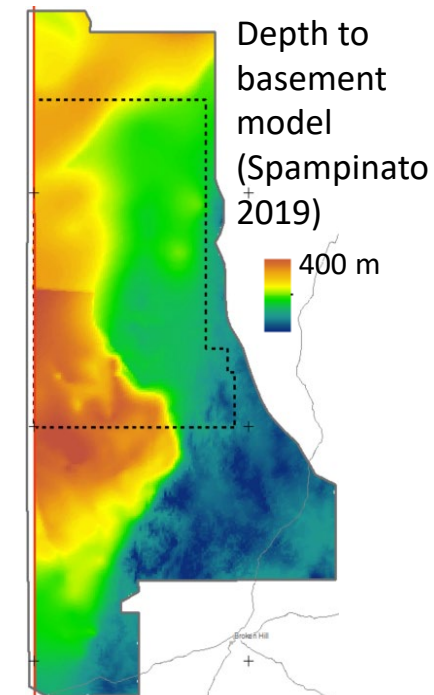 Depth to
basement
model
(Spampinato
2019)
400 m
Broken Hill